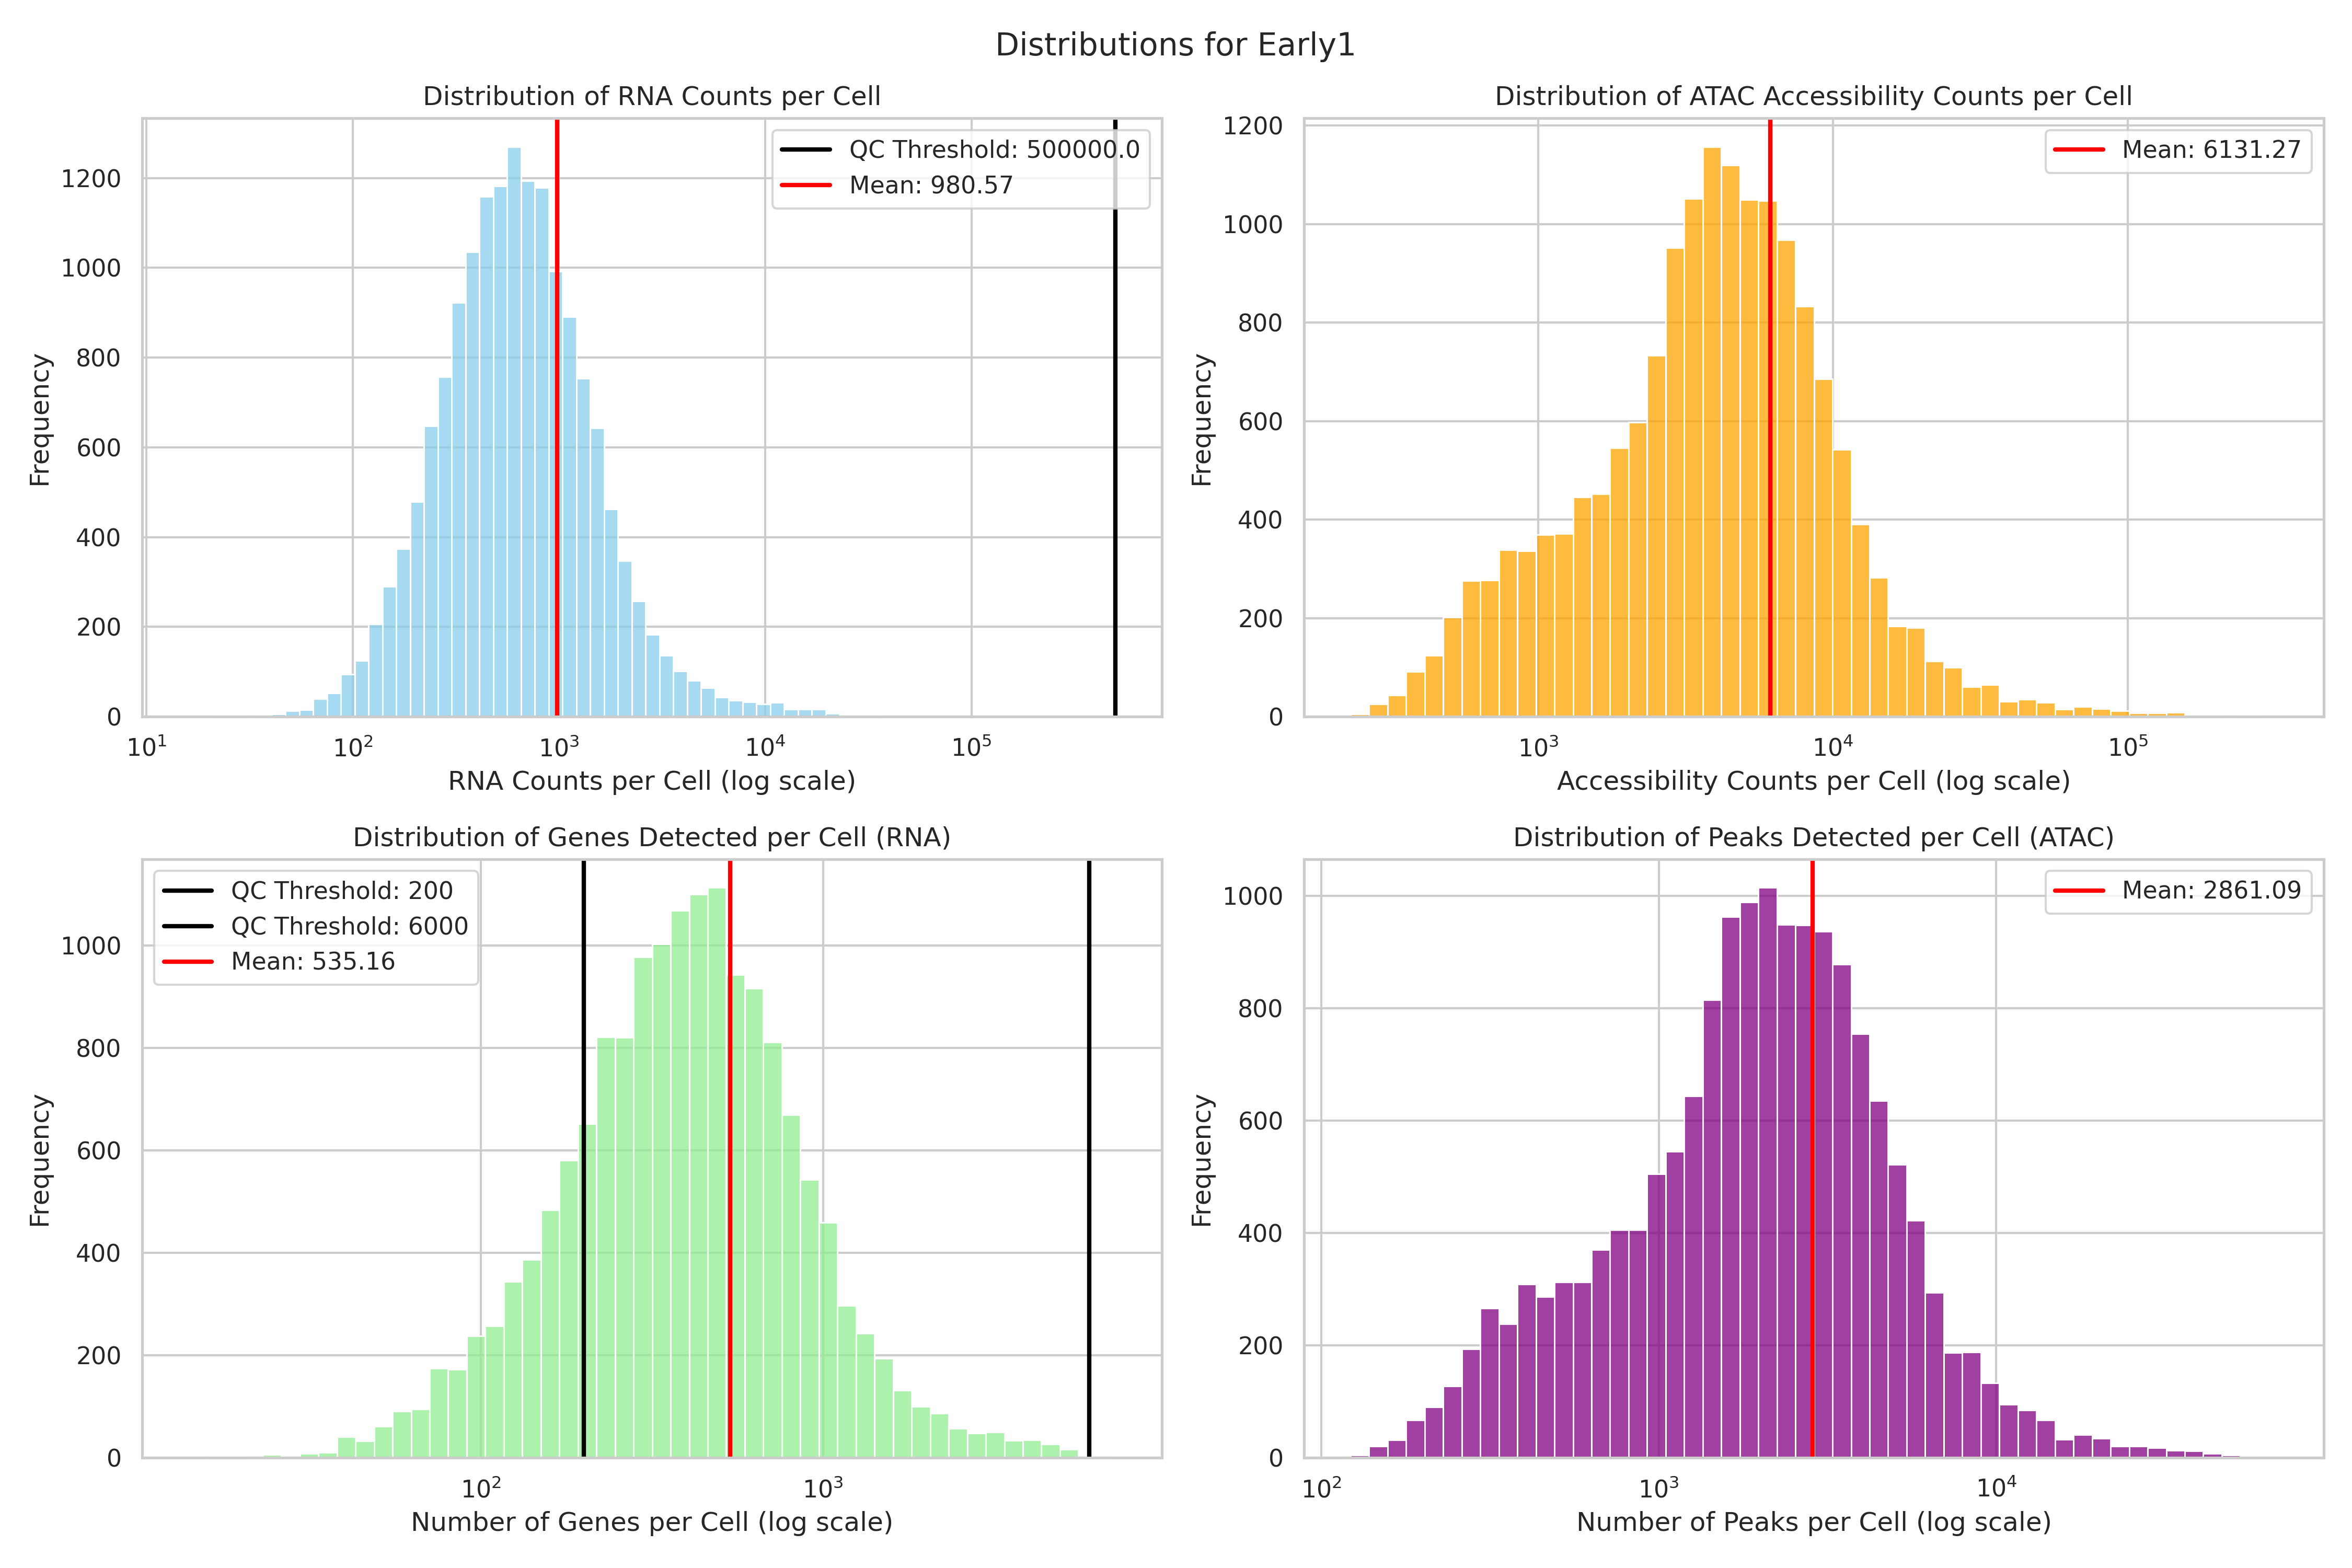 Distributions for Early1
Distribution of RNA Counts per Cell
QC Threshold: 500000.0
Mean: 980.57
Frequency
1200
1000
800
600
400
200
0
10¹ 10² 10³ 10⁴ 10⁵
RNA Counts per Cell (log scale)
Distribution of ATAC Accessibility Counts per Cell
Mean: 6131.27
Frequency
1200
1000
800
600
400
200
0
10³ 10⁴ 10⁵
Accessibility Counts per Cell (log scale)
Distribution of Genes Detected per Cell (RNA)
QC Threshold: 200
QC Threshold: 6000
Mean: 535.16
Frequency
1000
800
600
400
200
0
10² 10³
Number of Genes per Cell (log scale)
Distribution of Peaks Detected per Cell (ATAC)
Mean: 2861.09
Frequency
1000
800
600
400
200
0
10² 10³ 10⁴
Number of Peaks per Cell (log scale)